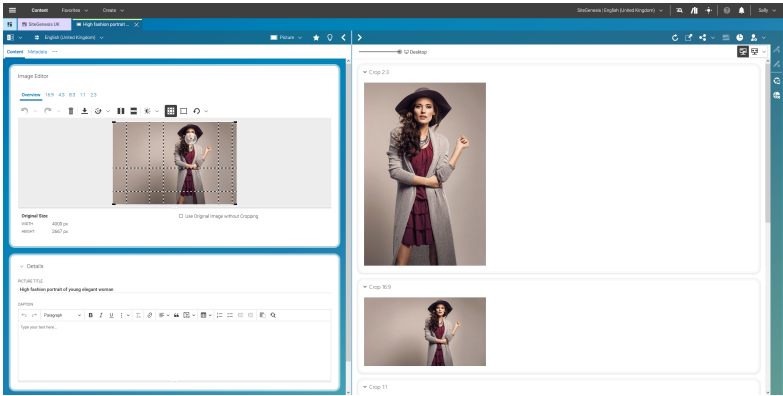 Content Favorites Create SiteGenesis | English (United Kingdom) Sally
SiteGenesis UK High fashion portrait ...
English (United Kingdom) Picture
Content Metadata
Desktop
Image Editor
Overview 16:9 4:3 8:3 1:1 2:3
Original Size
WIDTH 4000 px
HEIGHT 2667 px
Use Original Image without Cropping
Details
PICTURE TITLE
High fashion portrait of young elegant woman
CAPTION
Paragraph B I U
Type your text here...
Crop 2:3
Crop 16:9
Crop 1:1